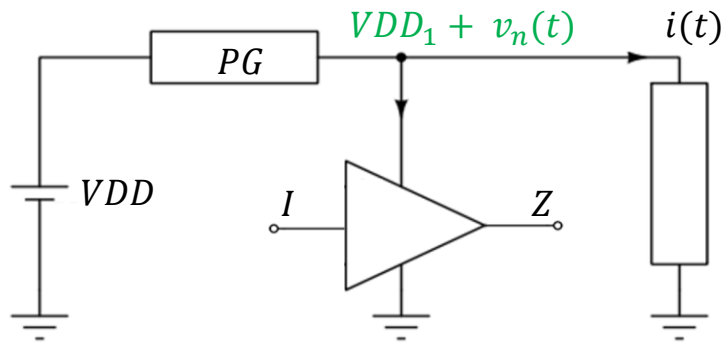 VDD₁ + vₙ(t)
i(t)
PG
VDD
I
Z